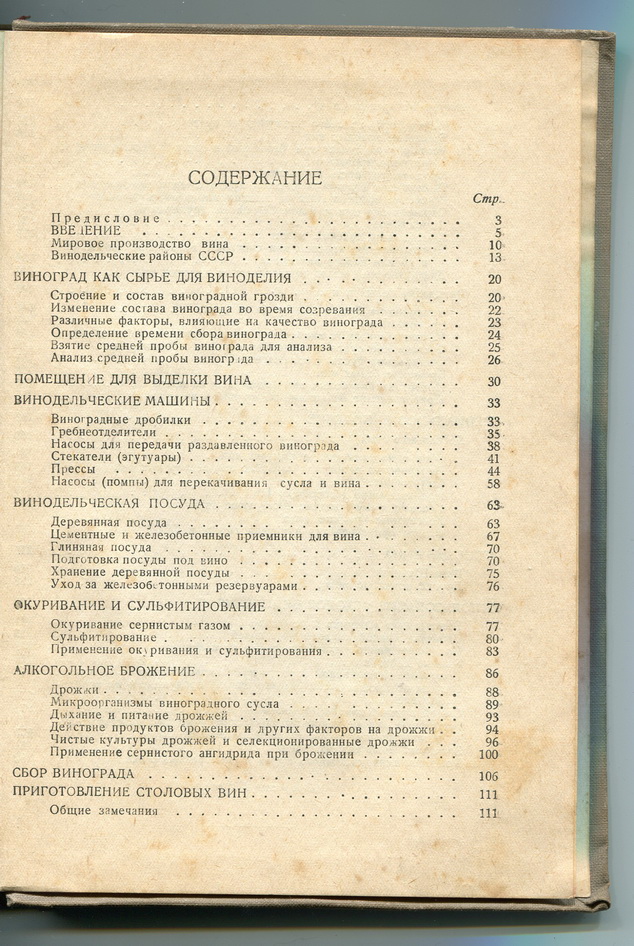 СОДЕРЖАНИЕ
Стр.
Предисловие 3
ВВЕДЕНИЕ 5
Мировое производство вина 10
Винодельческие районы СССР 13
ВИНОГРАД КАК СЫРЬЕ ДЛЯ ВИНОДЕЛИЯ 20
Строение и состав виноградной грозди 20
Изменение состава винограда во время созревания 22
Различные факторы, влияющие на качество винограда 23
Определение времени сбора винограда 24
Взятие средней пробы винограда для анализа 25
Анализ средней пробы винограда 26
ПОМЕЩЕНИЕ ДЛЯ ВЫДЕЛКИ ВИНА 30
ВИНОДЕЛЬЧЕСКИЕ МАШИНЫ 33
Виноградные дробилки 33
Гребнеотделители 35
Насосы для передачи раздавленного винограда 38
Стекатели (эгутуары) 41
Прессы 44
Насосы (помпы) для перекачивания сусла и вина 58
ВИНОДЕЛЬЧЕСКАЯ ПОСУДА 63
Деревянная посуда 63
Цементные и железобетонные приемники для вина 67
Глиняная посуда 70
Подготовка посуды под вино 70
Хранение деревянной посуды 75
Уход за железобетонными резервуарами 76
ОКУРИВАНИЕ И СУЛЬФИТИРОВАНИЕ 77
Окуривание сернистым газом 77
Сульфитирование 80
Применение окуривания и сульфитирования 83
АЛКОГОЛЬНОЕ БРОЖЕНИЕ 86
Дрожжи 88
Микроорганизмы виноградного сусла 89
Дыхание и питание дрожжей 93
Действие продуктов брожения и других факторов на дрожжи 94
Чистые культуры дрожжей и селекционированные дрожжи 96
Применение сернистого ангидрида при брожении 100
СБОР ВИНОГРАДА 106
ПРИГОТОВЛЕНИЕ СТОЛОВЫХ ВИН 111
Общие замечания 111